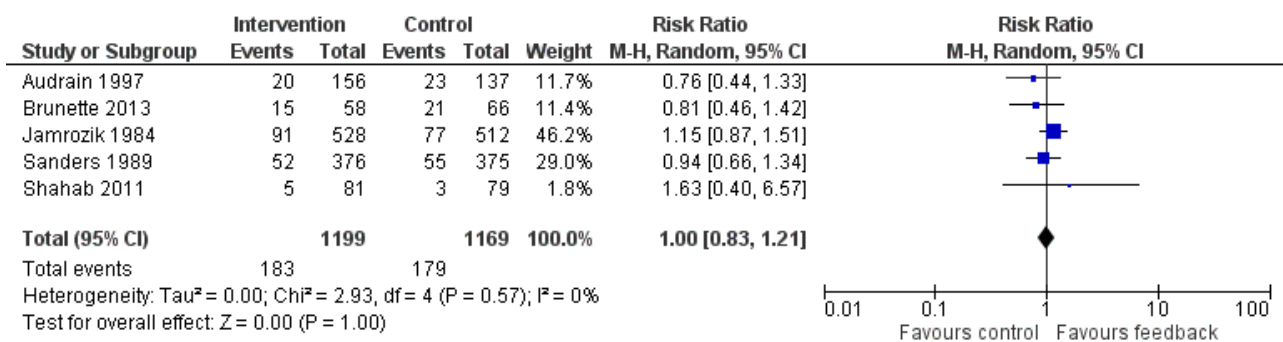 Intervention Control Risk Ratio Risk Ratio
Study or Subgroup Events Total Events Total Weight M-H, Random, 95% CI M-H, Random, 95% CI
Audrain 1997 20 156 23 137 11.7% 0.76 [0.44, 1.33]
Brunette 2013 15 58 21 66 11.4% 0.81 [0.46, 1.42]
Jamrozik 1984 91 528 77 512 46.2% 1.15 [0.87, 1.51]
Sanders 1989 52 376 55 375 29.0% 0.94 [0.66, 1.34]
Shahab 2011 5 81 3 79 1.8% 1.63 [0.40, 6.57]
Total (95% CI) 1199 1169 100.0% 1.00 [0.83, 1.21]
Total events 183 179
Heterogeneity: Tau² = 0.00; Chi² = 2.93, df = 4 (P = 0.57); I² = 0%
Test for overall effect: Z = 0.00 (P = 1.00)
0.01 0.1 1 10 100
Favours control Favours feedback